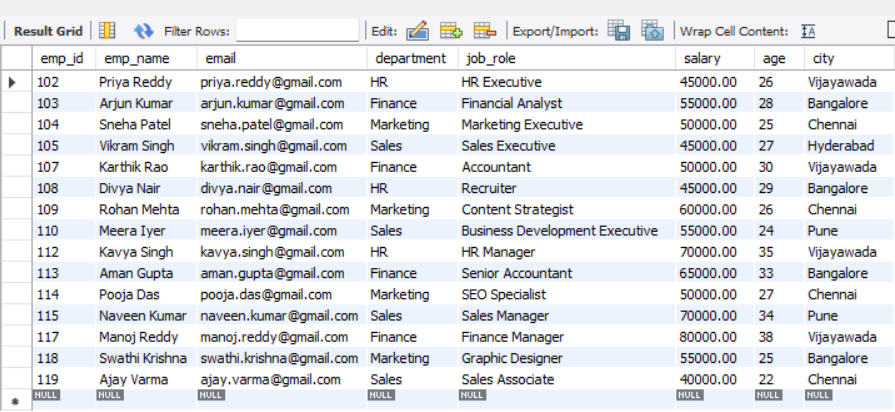 Result Grid Filter Rows: Edit: Export/Import: Wrap Cell Content: IA
emp_id emp_name email department job_role salary age city
102 Priya Reddy priya.reddy@gmail.com HR HR Executive 45000.00 26 Vijayawada
103 Arjun Kumar arjun.kumar@gmail.com Finance Financial Analyst 55000.00 28 Bangalore
104 Sneha Patel sneha.patel@gmail.com Marketing Marketing Executive 50000.00 25 Chennai
105 Vikram Singh vikram.singh@gmail.com Sales Sales Executive 45000.00 27 Hyderabad
107 Karthik Rao karthik.rao@gmail.com Finance Accountant 50000.00 30 Vijayawada
108 Divya Nair divya.nair@gmail.com HR Recruiter 45000.00 29 Bangalore
109 Rohan Mehta rohan.mehta@gmail.com Marketing Content Strategist 60000.00 26 Chennai
110 Meera Iyer meera.iyer@gmail.com Sales Business Development Executive 55000.00 24 Pune
112 Kavya Singh kavya.singh@gmail.com HR HR Manager 70000.00 35 Vijayawada
113 Aman Gupta aman.gupta@gmail.com Finance Senior Accountant 65000.00 33 Bangalore
114 Pooja Das pooja.das@gmail.com Marketing SEO Specialist 50000.00 27 Chennai
115 Naveen Kumar naveen.kumar@gmail.com Sales Sales Manager 70000.00 34 Pune
117 Manoj Reddy manoj.reddy@gmail.com Finance Finance Manager 80000.00 38 Vijayawada
118 Swathi Krishna swathi.krishna@gmail.com Marketing Graphic Designer 55000.00 25 Bangalore
119 Ajay Varma ajay.varma@gmail.com Sales Sales Associate 40000.00 22 Chennai
NULL NULL NULL NULL NULL NULL NULL NULL